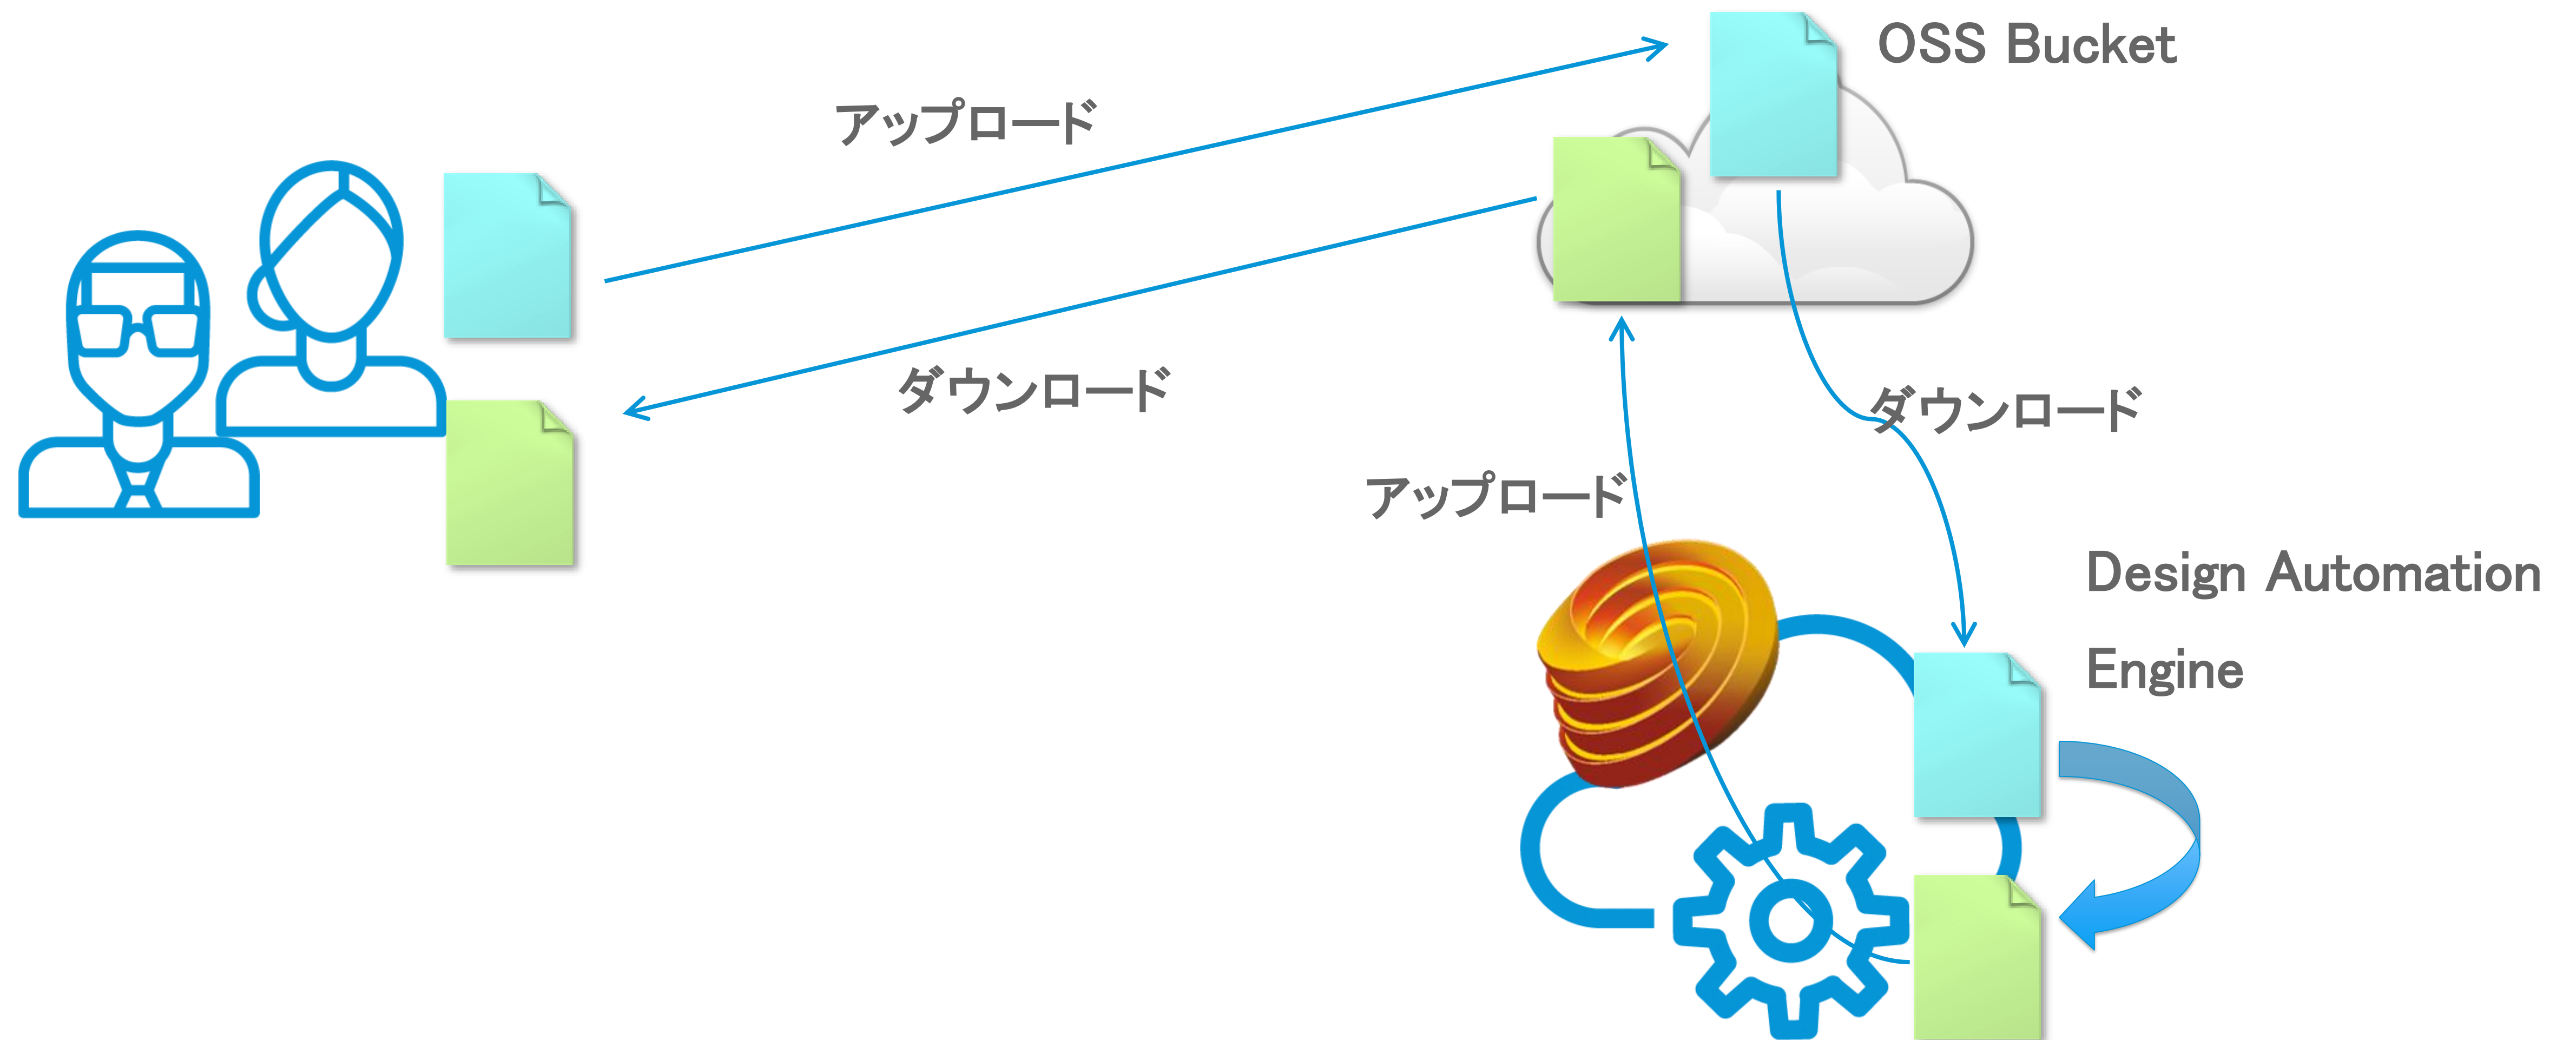 OSS Bucket
アップロード
ダウンロード
ダウンロード
アップロード
Design Automation
Engine